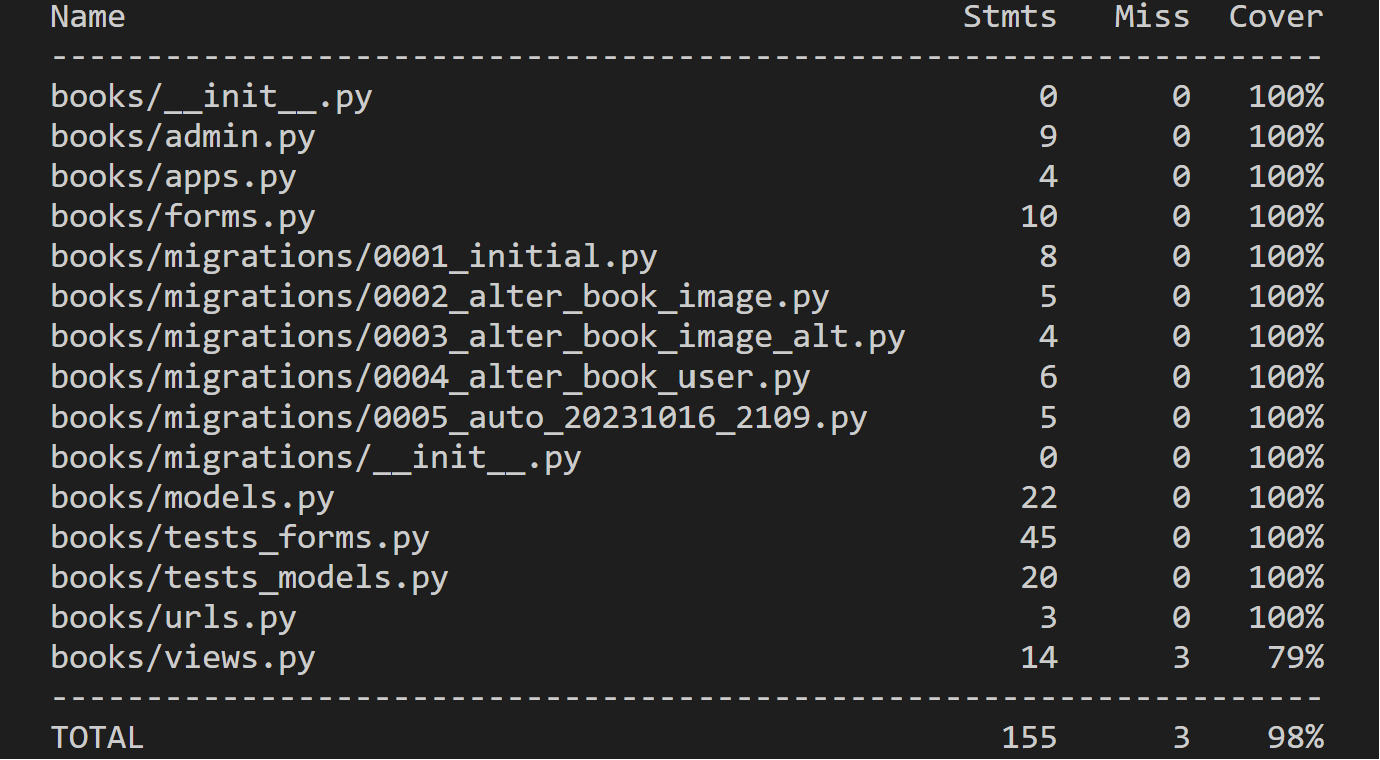 Name Stmts Miss Cover
---------------------------------------------------------------------
books/__init__.py 0 0 100%
books/admin.py 9 0 100%
books/apps.py 4 0 100%
books/forms.py 10 0 100%
books/migrations/0001_initial.py 8 0 100%
books/migrations/0002_alter_book_image.py 5 0 100%
books/migrations/0003_alter_book_image_alt.py 4 0 100%
books/migrations/0004_alter_book_user.py 6 0 100%
books/migrations/0005_auto_20231016_2109.py 5 0 100%
books/migrations/__init__.py 0 0 100%
books/models.py 22 0 100%
books/tests_forms.py 45 0 100%
books/tests_models.py 20 0 100%
books/urls.py 3 0 100%
books/views.py 14 3 79%
---------------------------------------------------------------------
TOTAL 155 3 98%